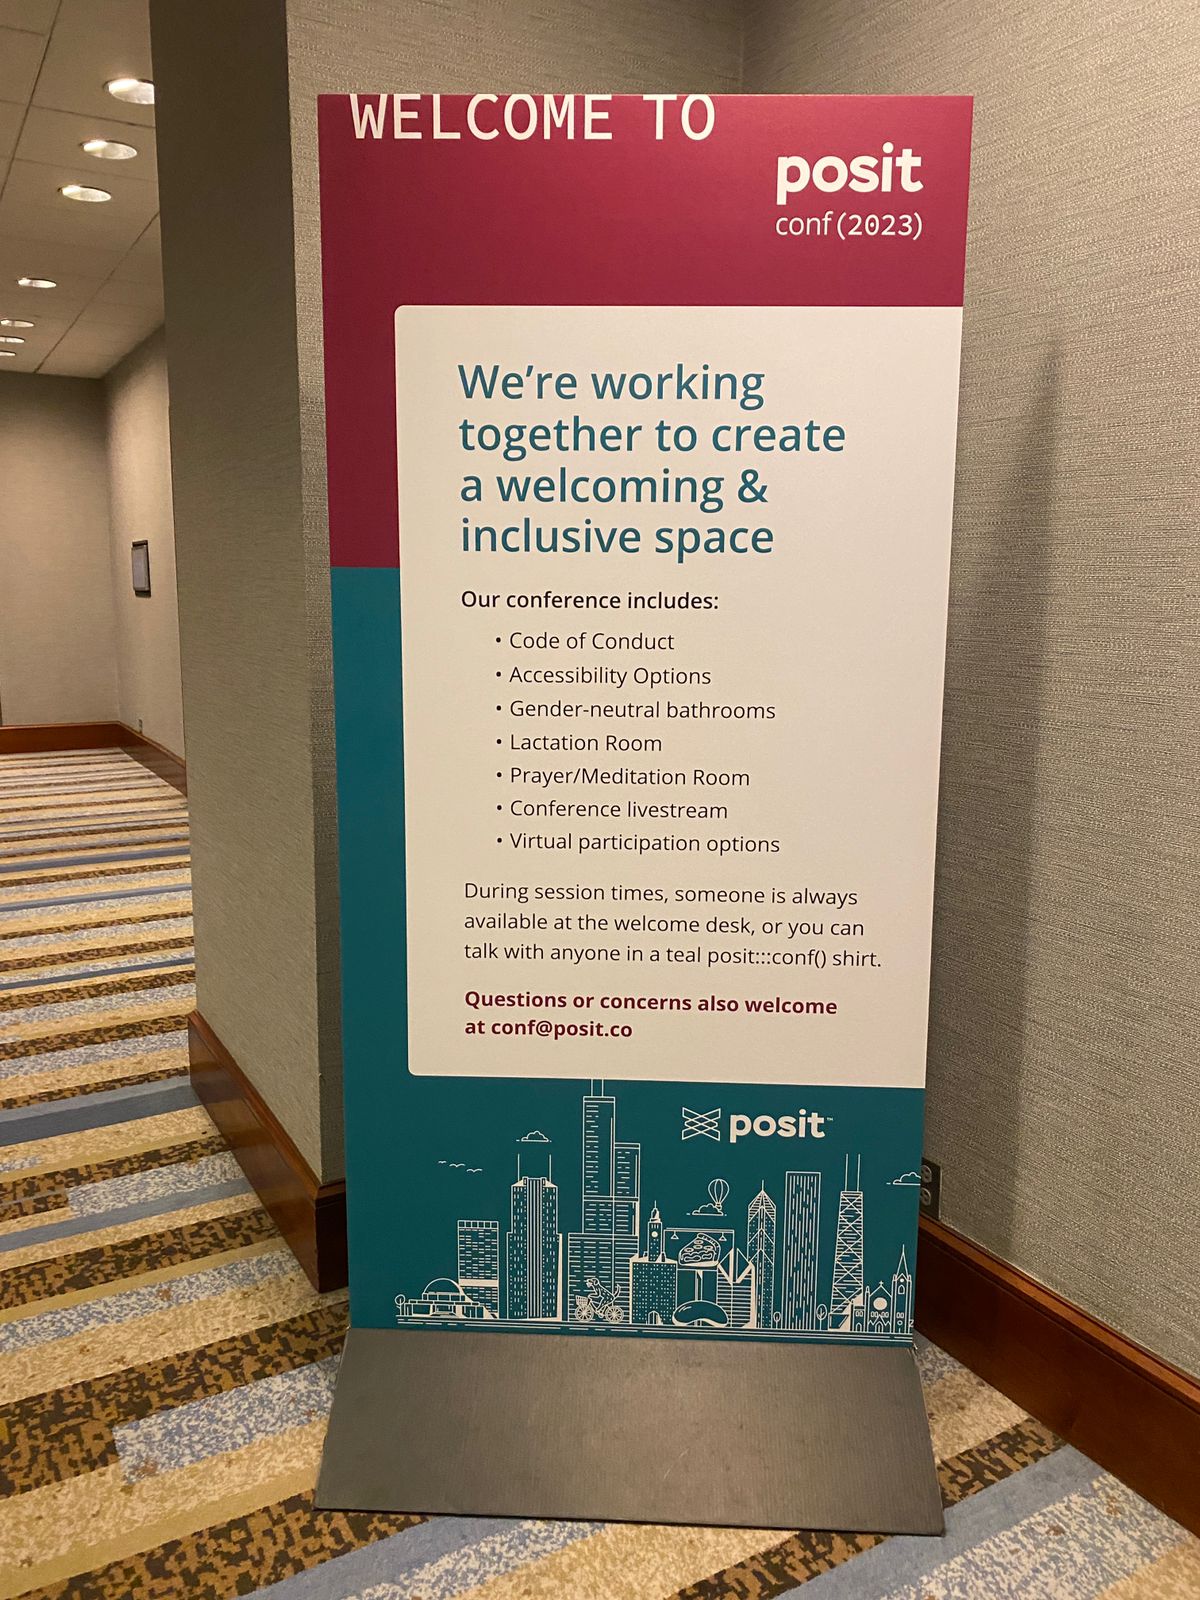 WELCOME TO
posit
conf(2023)
We're working
together to create
a welcoming &
inclusive space
Our conference includes:
• Code of Conduct
• Accessibility Options
• Gender-neutral bathrooms
• Lactation Room
• Prayer/Meditation Room
• Conference livestream
• Virtual participation options
During session times, someone is always
available at the welcome desk, or you can
talk with anyone in a teal posit:::conf() shirt.
Questions or concerns also welcome
at conf@posit.co
posit™